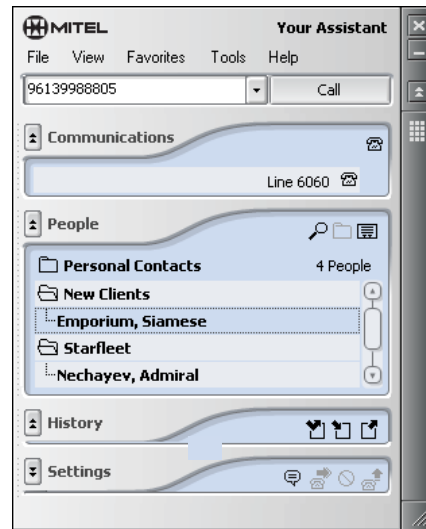 MITEL Your Assistant
File View Favorites Tools Help
96139988805 Call
Communications
Line 6060
People
Personal Contacts 4 People
New Clients
Emporium, Siamese
Starfleet
Nechayev, Admiral
History
Settings